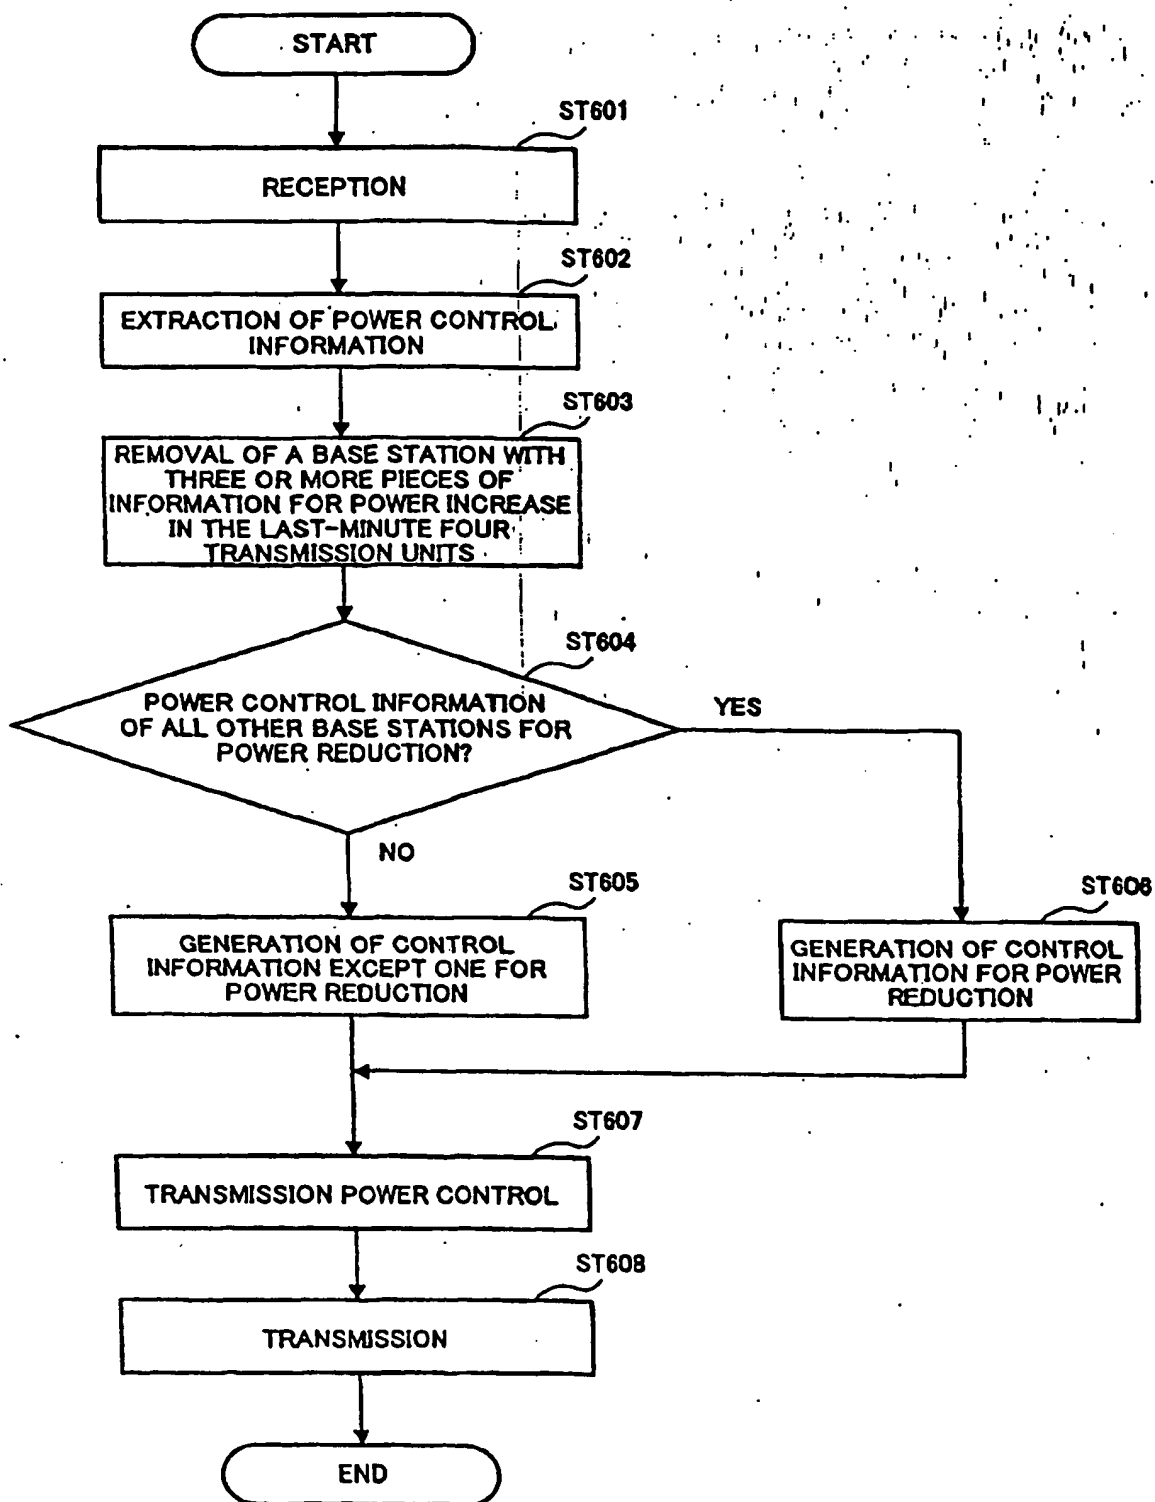 START
ST601
RECEPTION
ST602
EXTRACTION OF POWER CONTROL
INFORMATION
ST603
REMOVAL OF A BASE STATION WITH
THREE OR MORE PIECES OF
INFORMATION FOR POWER INCREASE
IN THE LAST-MINUTE FOUR
TRANSMISSION UNITS
ST604
POWER CONTROL INFORMATION
OF ALL OTHER BASE STATIONS FOR
POWER REDUCTION?
YES
NO
ST605
GENERATION OF CONTROL
INFORMATION EXCEPT ONE FOR
POWER REDUCTION
ST606
GENERATION OF CONTROL
INFORMATION FOR POWER
REDUCTION
ST607
TRANSMISSION POWER CONTROL
ST608
TRANSMISSION
END